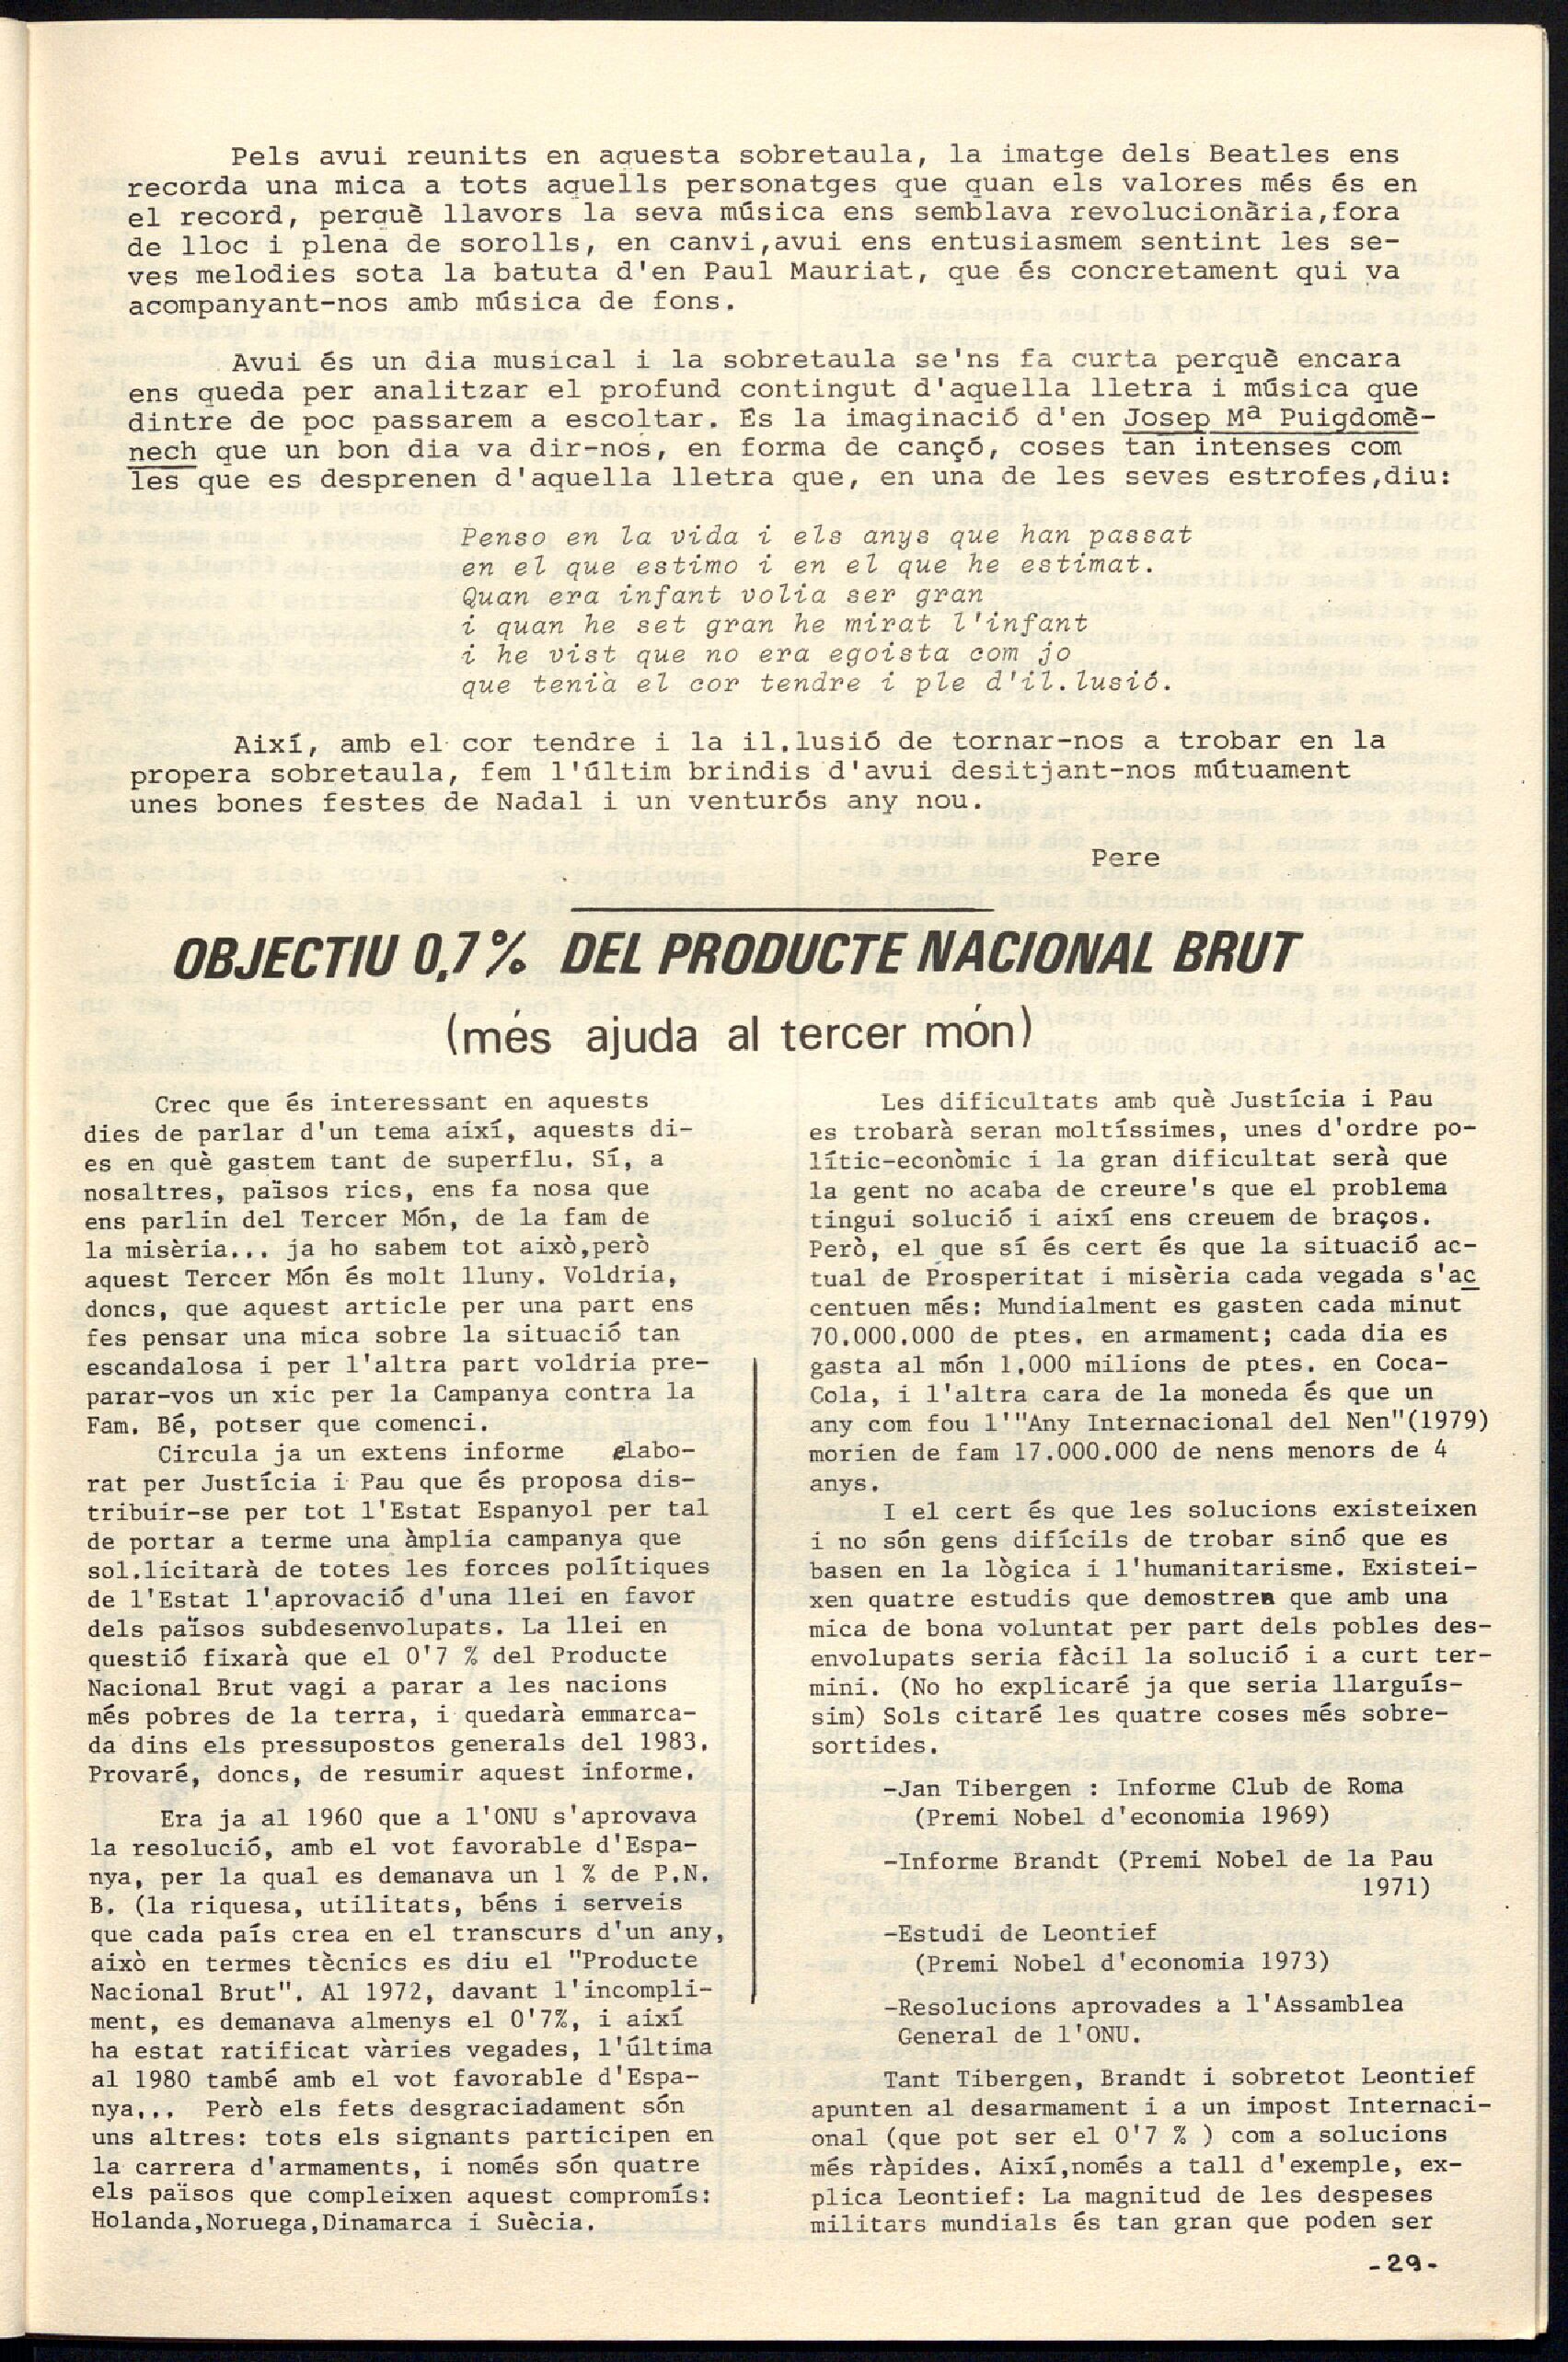 Pels avui reunits en aquesta sobretaula, la imatge dels Beatles ens
recorda una mica a tots aquells personatges que quan els valores més és en
el record, perquè llavors la seva música ens semblava revolucionària,fora
de lloc i plena de sorolls, en canvi,avui ens entusiasmem sentint les se-
ves melodies sota la batuta d'en Paul Mauriat, que és concretament qui va
acompanyant-nos amb música de fons.
Avui és un dia musical i la sobretaula se'ns fa curta perquè encara
ens queda per analitzar el profund contingut d'aquella lletra i música que
dintre de poc passarem a escoltar. És la imaginació d'en Josep Mª Puigdomè-
nech que un bon dia va dir-nos, en forma de cançó, coses tan intenses com
les que es desprenen d'aquella lletra que, en una de les seves estrofes,diu:
Penso en la vida i els anys que han passat
en el que estimo i en el que he estimat.
Quan era infant volia ser gran
i quan he set gran he mirat l'infant
i he vist que no era egoista com jo
que tenia el cor tendre i ple d'il.lusió.
Així, amb el cor tendre i la il.lusió de tornar-nos a trobar en la
propera sobretaula, fem l'últim brindis d'avui desitjant-nos mútuament
unes bones festes de Nadal i un venturós any nou.
Pere
OBJECTIU 0,7% DEL PRODUCTE NACIONAL BRUT
(més ajuda al tercer món)
Crec que és interessant en aquests
dies de parlar d'un tema així, aquests di-
es en què gastem tant de superflu. Sí, a
nosaltres, països rics, ens fa nosa que
ens parlin del Tercer Món, de la fam de
la misèria... ja ho sabem tot això,però
aquest Tercer Món és molt lluny. Voldria,
doncs, que aquest article per una part ens
fes pensar una mica sobre la situació tan
escandalosa i per l'altra part voldria pre-
parar-vos un xic per la Campanya contra la
Fam. Bé, potser que comenci.
Circula ja un extens informe elabo-
rat per Justícia i Pau que és proposa dis-
tribuir-se per tot l'Estat Espanyol per tal
de portar a terme una àmplia campanya que
sol.licitarà de totes les forces polítiques
de l'Estat l'aprovació d'una llei en favor
dels països subdesenvolupats. La llei en
questió fixarà que el 0'7 % del Producte
Nacional Brut vagi a parar a les nacions
més pobres de la terra, i quedarà emmarca-
da dins els pressupostos generals del 1983.
Provaré, doncs, de resumir aquest informe.
Era ja al 1960 que a l'ONU s'aprovava
la resolució, amb el vot favorable d'Espa-
nya, per la qual es demanava un 1 % de P.N.
B. (la riquesa, utilitats, béns i serveis
que cada país crea en el transcurs d'un any,
això en termes tècnics es diu el "Producte
Nacional Brut". Al 1972, davant l'incompli-
ment, es demanava almenys el 0'7%, i així
ha estat ratificat vàries vegades, l'última
al 1980 també amb el vot favorable d'Espa-
nya... Però els fets desgraciadament són
uns altres: tots els signants participen en
la carrera d'armaments, i només són quatre
els països que compleixen aquest compromís:
Holanda,Noruega,Dinamarca i Suècia.
Les dificultats amb què Justícia i Pau
es trobarà seran moltíssimes, unes d'ordre po-
lític-econòmic i la gran dificultat serà que
la gent no acaba de creure's que el problema
tingui solució i així ens creuem de braços.
Però, el que sí és cert és que la situació ac-
tual de Prosperitat i misèria cada vegada s'ac
centuen més: Mundialment es gasten cada minut
70.000.000 de ptes. en armament; cada dia es
gasta al món 1.000 milions de ptes. en Coca-
Cola, i l'altra cara de la moneda és que un
any com fou l'"Any Internacional del Nen"(1979)
morien de fam 17.000.000 de nens menors de 4
anys.
I el cert és que les solucions existeixen
i no són gens difícils de trobar sinó que es
basen en la lògica i l'humanitarisme. Existei-
xen quatre estudis que demostren que amb una
mica de bona voluntat per part dels pobles des-
envolupats seria fàcil la solució i a curt ter-
mini. (No ho explicaré ja que seria llarguís-
sim) Sols citaré les quatre coses més sobre-
sortides.
-Jan Tibergen : Informe Club de Roma
(Premi Nobel d'economia 1969)
-Informe Brandt (Premi Nobel de la Pau
1971)
-Estudi de Leontief
(Premi Nobel d'economia 1973)
-Resolucions aprovades a l'Assamblea
General de l'ONU.
Tant Tibergen, Brandt i sobretot Leontief
apunten al desarmament i a un impost Internaci-
onal (que pot ser el 0'7 % ) com a solucions
més ràpides. Així,només a tall d'exemple, ex-
plica Leontief: La magnitud de les despeses
militars mundials és tan gran que poden ser
-29-